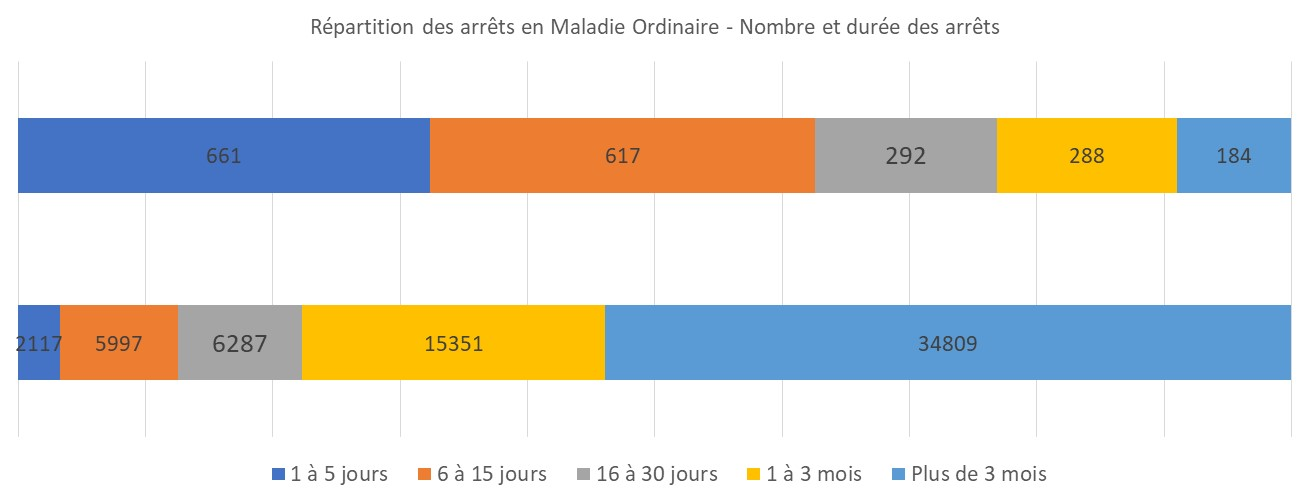 Répartition des arrêts en Maladie Ordinaire - Nombre et durée des arrêts
661 617 292 288 184
2117 5997 6287 15351 34809
1 à 5 jours 6 à 15 jours 16 à 30 jours 1 à 3 mois Plus de 3 mois